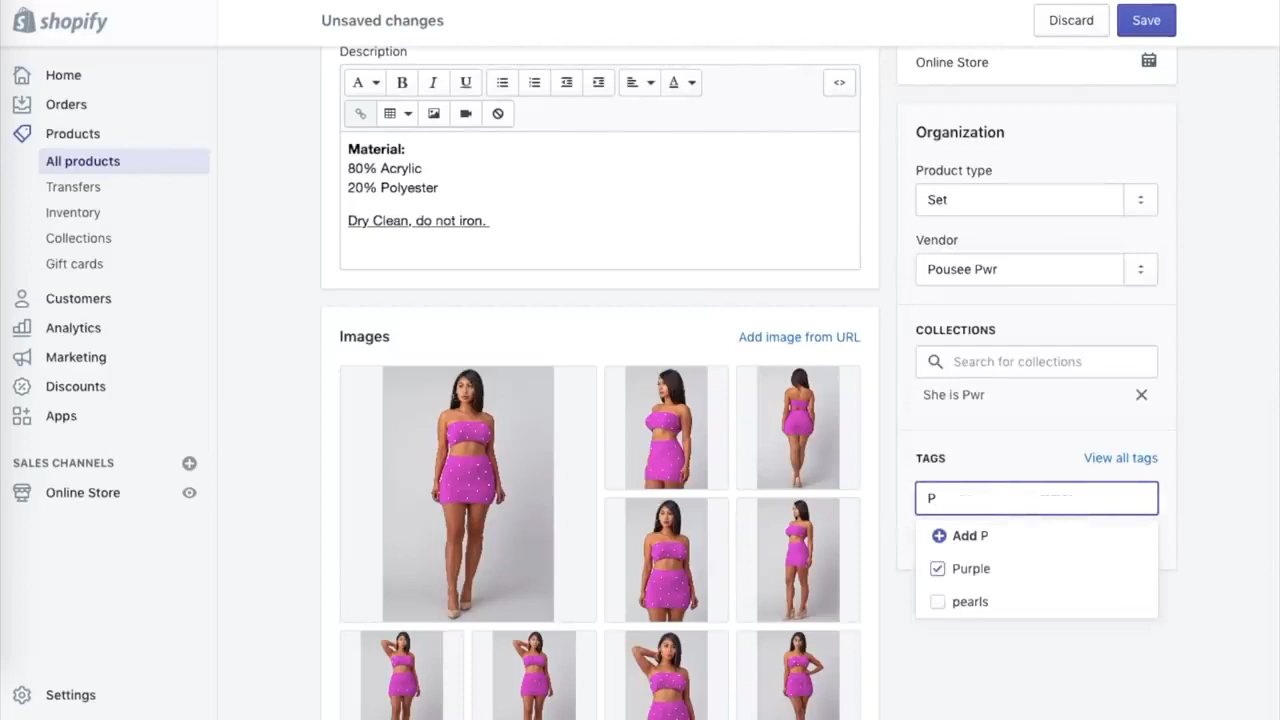 shopify
Unsaved changes
Discard
Save
Home
Orders
Products
All products
Transfers
Inventory
Collections
Gift cards
Customers
Analytics
Marketing
Discounts
Apps
SALES CHANNELS
Online Store
Settings
Description
A
B
I
U
A
<>
Material:
80% Acrylic
20% Polyester
Dry Clean, do not iron.
Images
Add image from URL
Online Store
Organization
Product type
Set
Vendor
Pousee Pwr
COLLECTIONS
Search for collections
She is Pwr
TAGS
View all tags
P
Add P
Purple
pearls